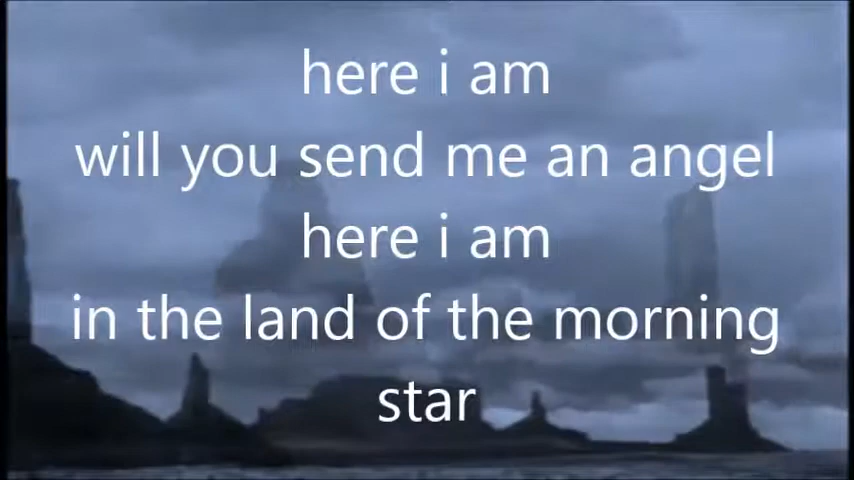 here i am
will you send me an angel
here i am
in the land of the morning
star